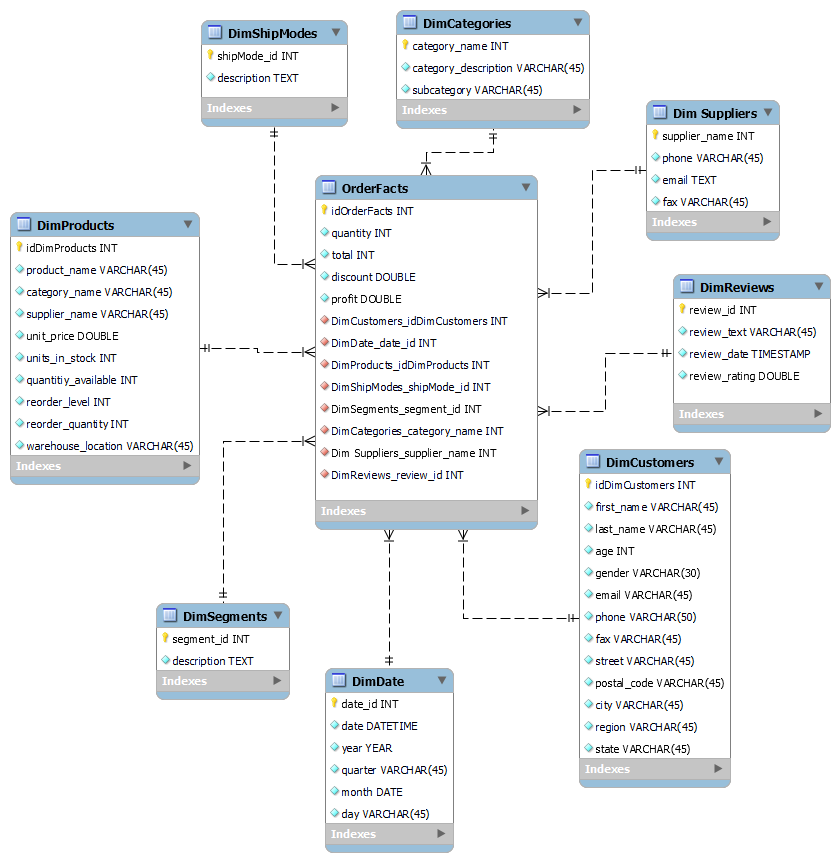 DimShipModes
shipMode_id INT
description TEXT
Indexes
DimCategories
category_name INT
category_description VARCHAR(45)
subcategory VARCHAR(45)
Indexes
Dim Suppliers
supplier_name INT
phone VARCHAR(45)
email TEXT
fax VARCHAR(45)
Indexes
OrderFacts
idOrderFacts INT
quantity INT
total INT
discount DOUBLE
profit DOUBLE
DimCustomers_idDimCustomers INT
DimDate_date_id INT
DimProducts_idDimProducts INT
DimShipModes_shipMode_id INT
DimSegments_segment_id INT
DimCategories_category_name INT
Dim Suppliers_supplier_name INT
DimReviews_review_id INT
Indexes
DimProducts
idDimProducts INT
product_name VARCHAR(45)
category_name VARCHAR(45)
supplier_name VARCHAR(45)
unit_price DOUBLE
units_in_stock INT
quantitiy_available INT
reorder_level INT
reorder_quantity INT
warehouse_location VARCHAR(45)
Indexes
DimReviews
review_id INT
review_text VARCHAR(45)
review_date TIMESTAMP
review_rating DOUBLE
Indexes
DimCustomers
idDimCustomers INT
first_name VARCHAR(45)
last_name VARCHAR(45)
age INT
gender VARCHAR(30)
email VARCHAR(45)
phone VARCHAR(50)
fax VARCHAR(45)
street VARCHAR(45)
postal_code VARCHAR(45)
city VARCHAR(45)
region VARCHAR(45)
state VARCHAR(45)
Indexes
DimSegments
segment_id INT
description TEXT
Indexes
DimDate
date_id INT
date DATETIME
year YEAR
quarter VARCHAR(45)
month DATE
day VARCHAR(45)
Indexes